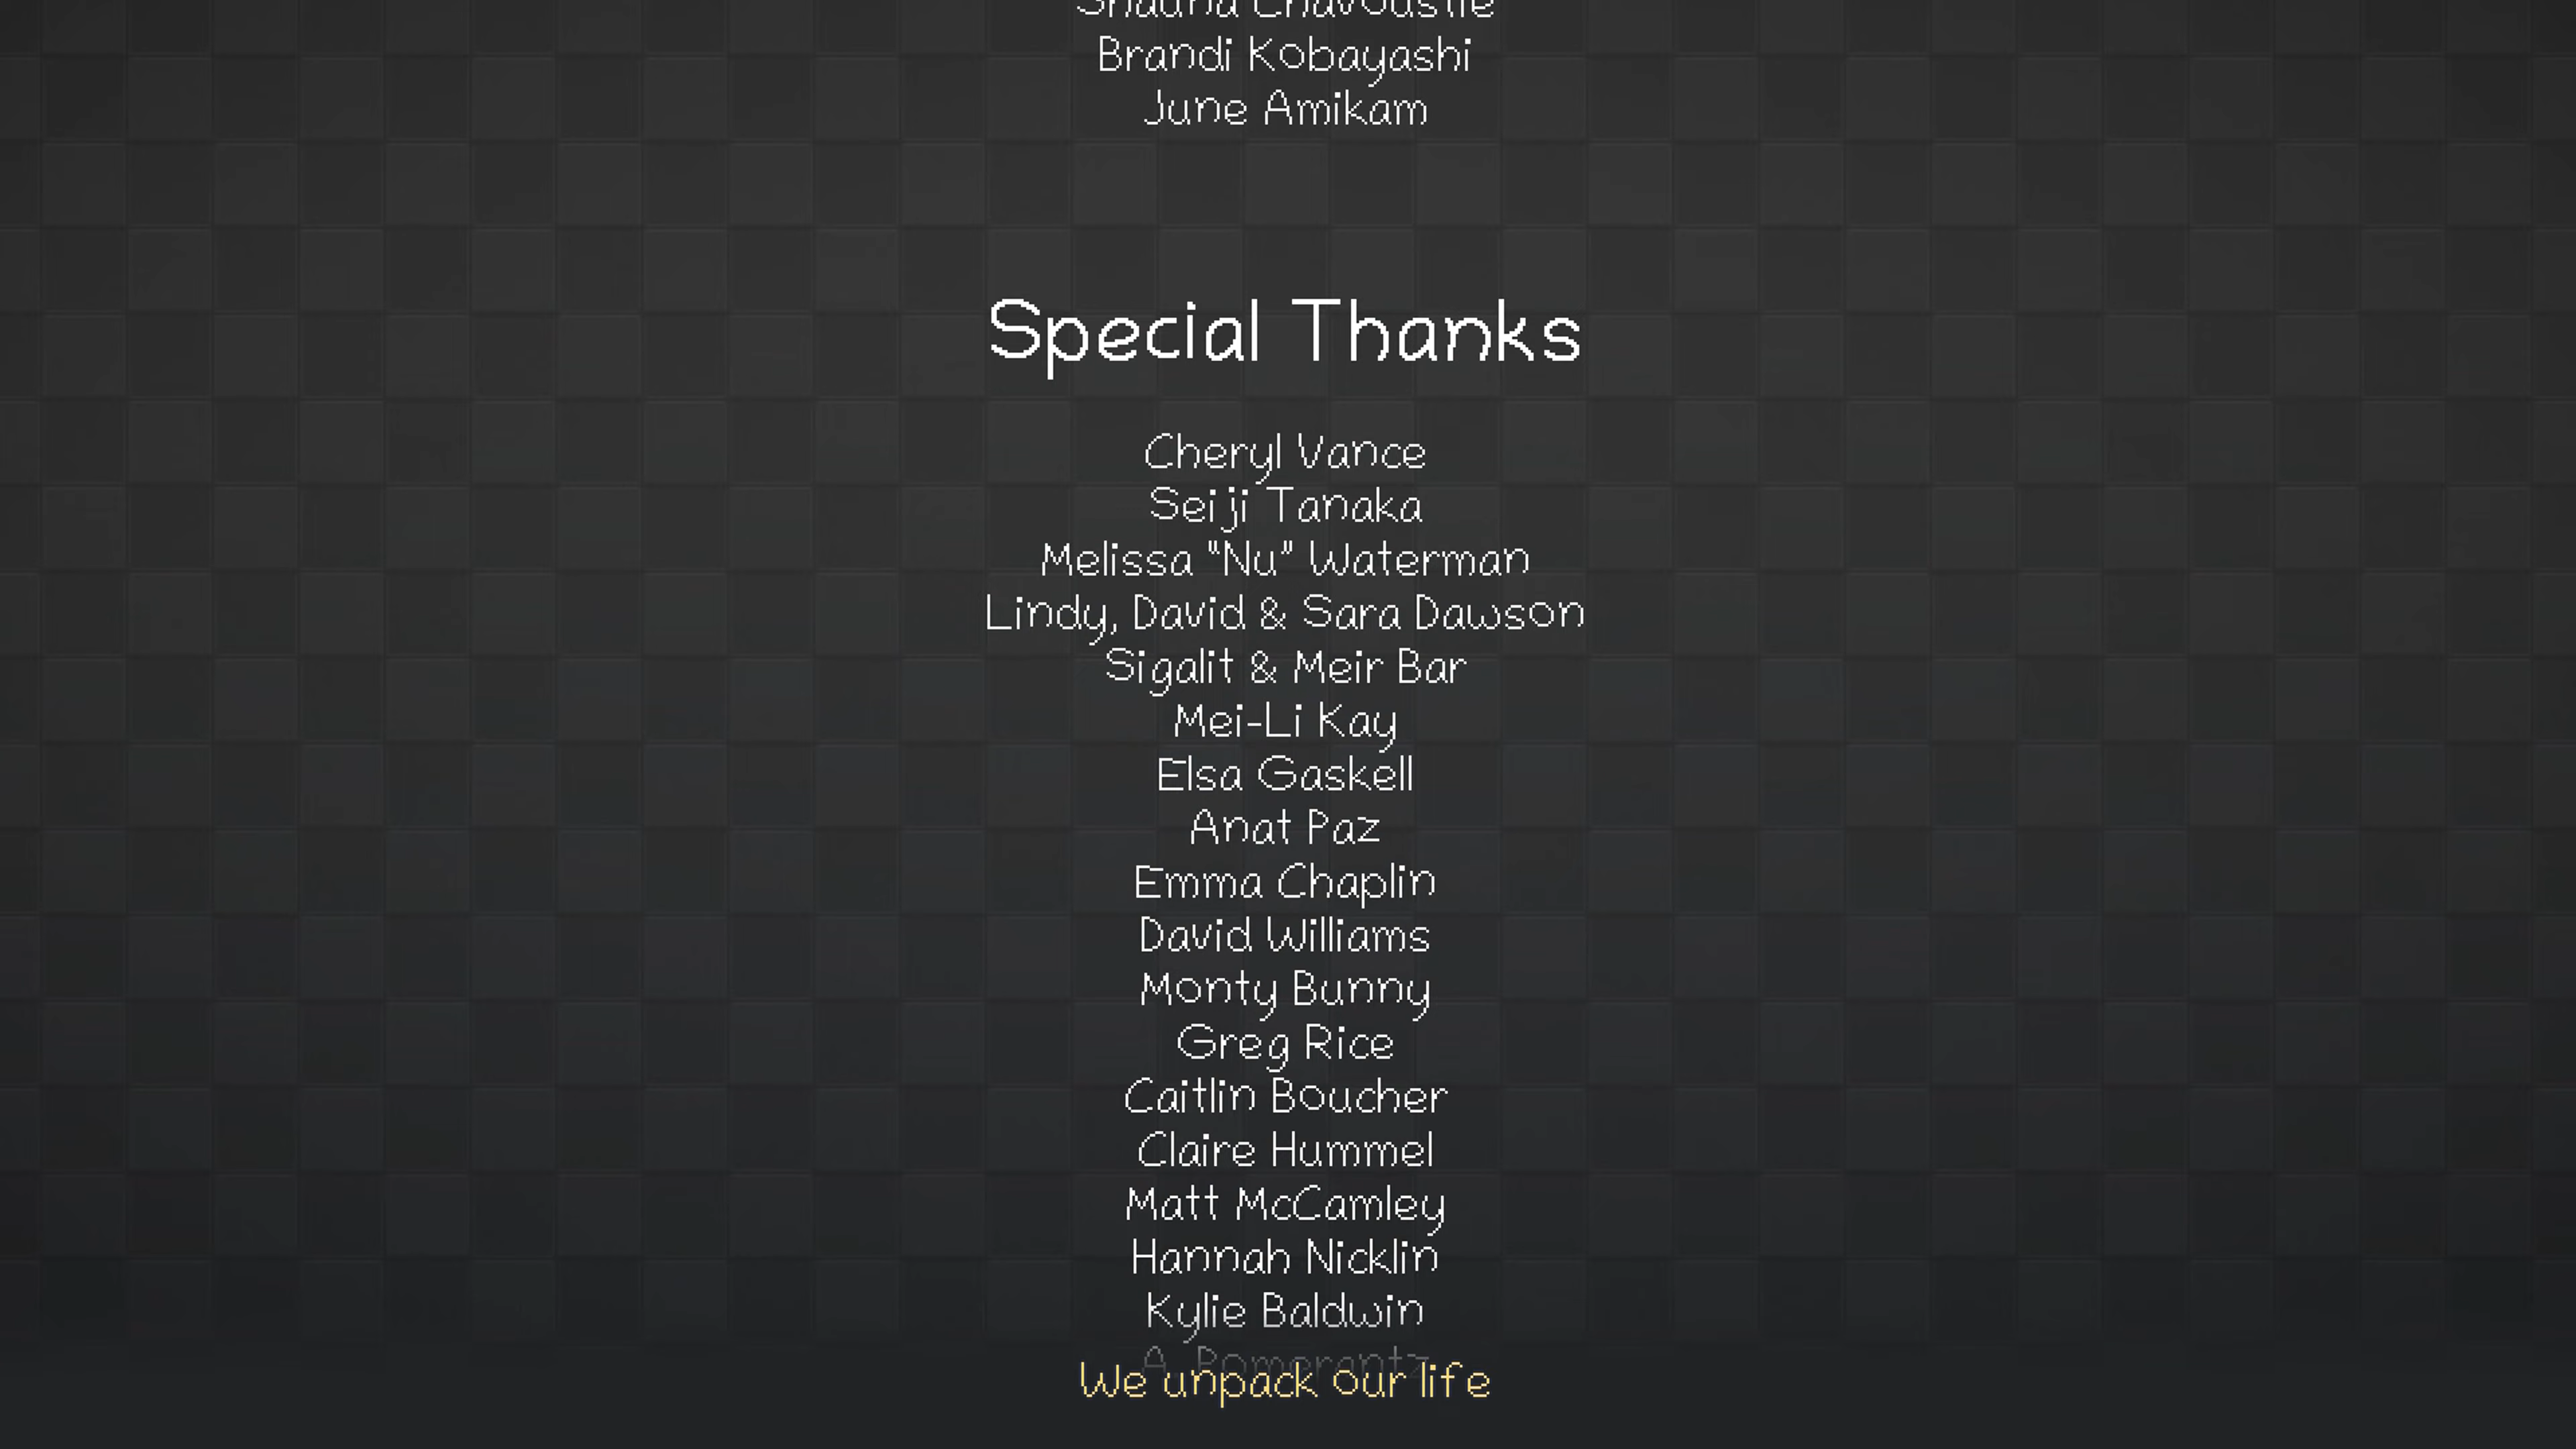 Brandi Kobayashi
June Amikam
Special Thanks
Cheryl Vance
Seiji Tanaka
Melissa "Nu" Waterman
Lindy, David & Sara Dawson
Sigalit & Meir Bar
Mei-Li Kay
Elsa Gaskell
Anat Paz
Emma Chaplin
David Williams
Monty Bunny
Greg Rice
Caitlin Boucher
Claire Hummel
Matt McCamley
Hannah Nicklin
Kylie Baldwin
A. Pomerantz
We unpack our life